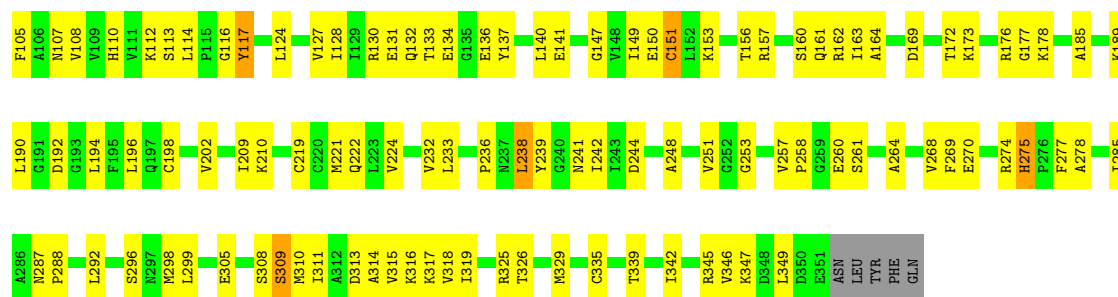 F105 A106 N107 V108 V109 H110 V111 K112 S113 L114 P115 G116 Y117 L124 V127 I128 I129 R130 E131 Q132 T133 E134 G135 E136 Y137 L140 E141 G147 V148 I149 E150 C151 L152 K153 T156 R157 S160 Q161 R162 I163 A164 D169 T172 K173 R176 G177 K178 A185 K189
L190 G191 D192 G193 L194 F195 L196 Q197 C198 V202 I209 K210 C219 C220 M221 Q222 L223 V224 V232 L233 P236 N237 L238 Y239 G240 N241 I242 I243 D244 A248 V251 G252 G253 V257 P258 G259 E260 S261 A264 V268 F269 E270 R274 H275 P276 F277 A278 I285
A286 N287 P288 L292 S296 N297 M298 L299 E305 S308 S309 M310 I311 A312 D313 A314 V315 K316 K317 V318 I319 R325 T326 M329 C335 T339 I342 R345 V346 K347 D348 L349 D350 E351 ASN LEU TYR PHE GLN